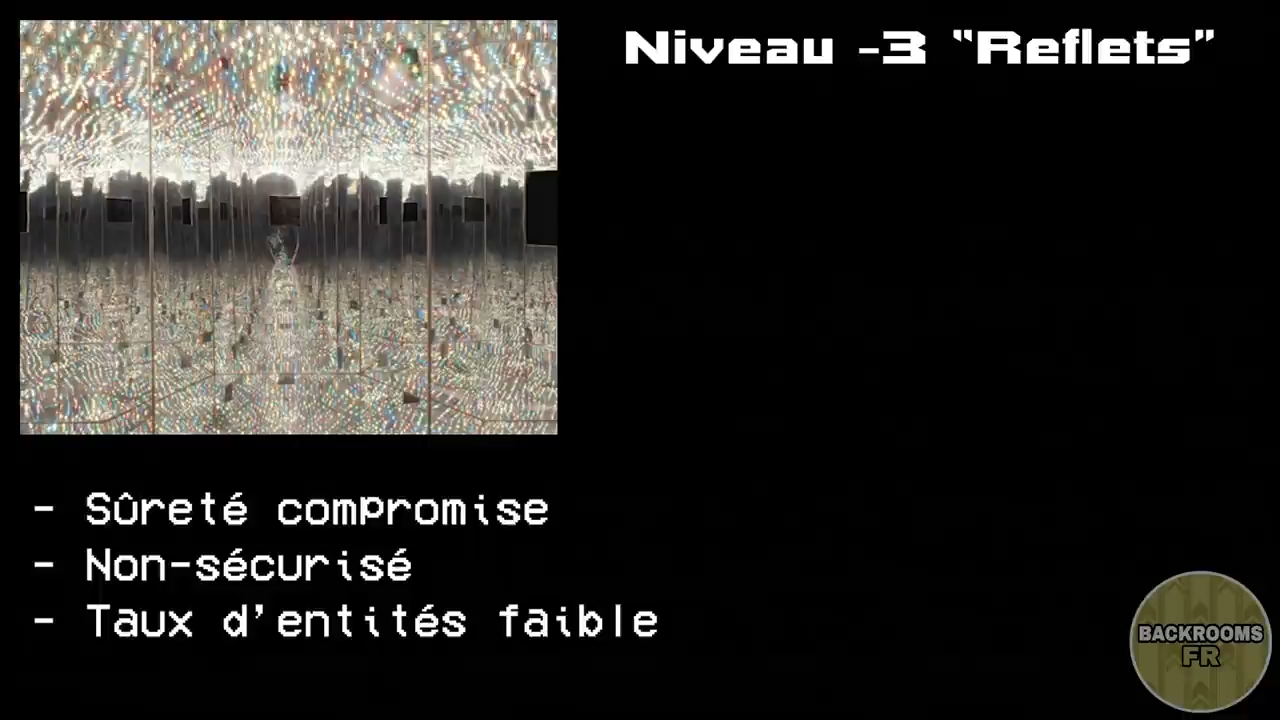 Niveau -3 "Reflets"
- Sûreté compromise
- Non-sécurisé
- Taux d'entités faible
BACKROOMS
FR